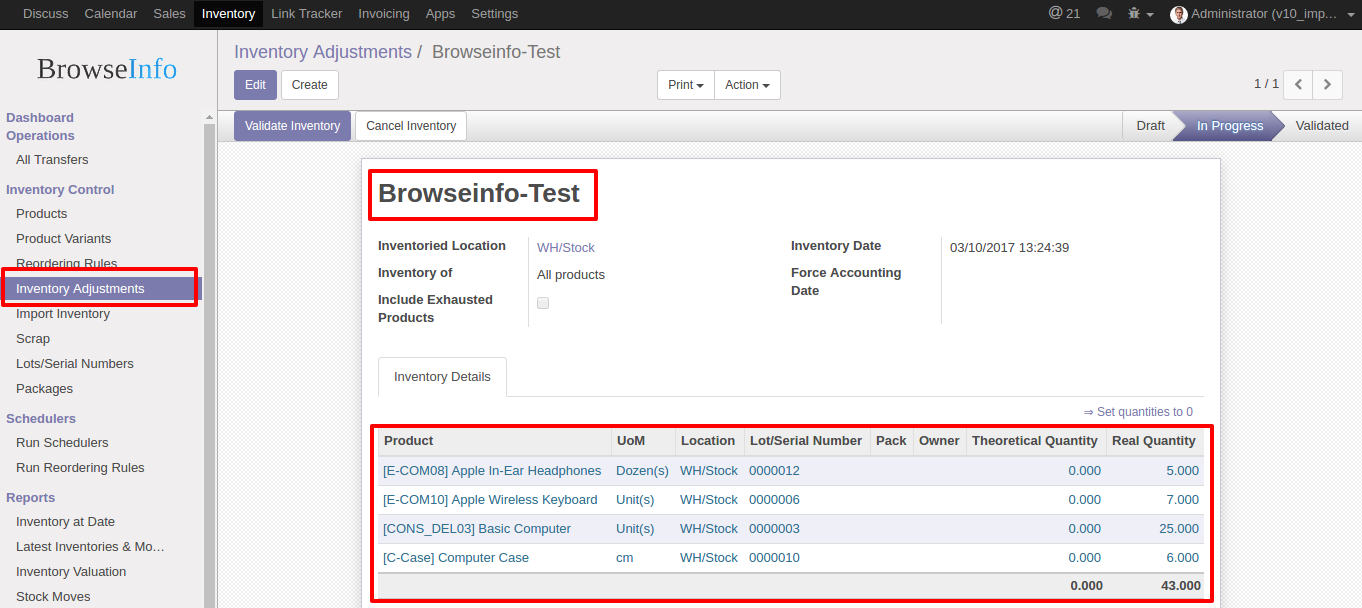 Discuss Calendar Sales Inventory Link Tracker Invoicing Apps Settings @ 21 Administrator (v10_imp...
BrowseInfo
Dashboard
Operations
All Transfers
Inventory Control
Products
Product Variants
Reordering Rules
Inventory Adjustments
Import Inventory
Scrap
Lots/Serial Numbers
Packages
Schedulers
Run Schedulers
Run Reordering Rules
Reports
Inventory at Date
Latest Inventories & Mo...
Inventory Valuation
Stock Moves
Inventory Adjustments / Browseinfo-Test
Edit Create Print Action 1 / 1
Validate Inventory Cancel Inventory Draft In Progress Validated
Browseinfo-Test
Inventoried Location WH/Stock
Inventory of All products
Include Exhausted
Products
Inventory Date 03/10/2017 13:24:39
Force Accounting
Date
Inventory Details
⇒ Set quantities to 0
Product UoM Location Lot/Serial Number Pack Owner Theoretical Quantity Real Quantity
[E-COM08] Apple In-Ear Headphones Dozen(s) WH/Stock 0000012 0.000 5.000
[E-COM10] Apple Wireless Keyboard Unit(s) WH/Stock 0000006 0.000 7.000
[CONS_DEL03] Basic Computer Unit(s) WH/Stock 0000003 0.000 25.000
[C-Case] Computer Case cm WH/Stock 0000010 0.000 6.000
0.000 43.000